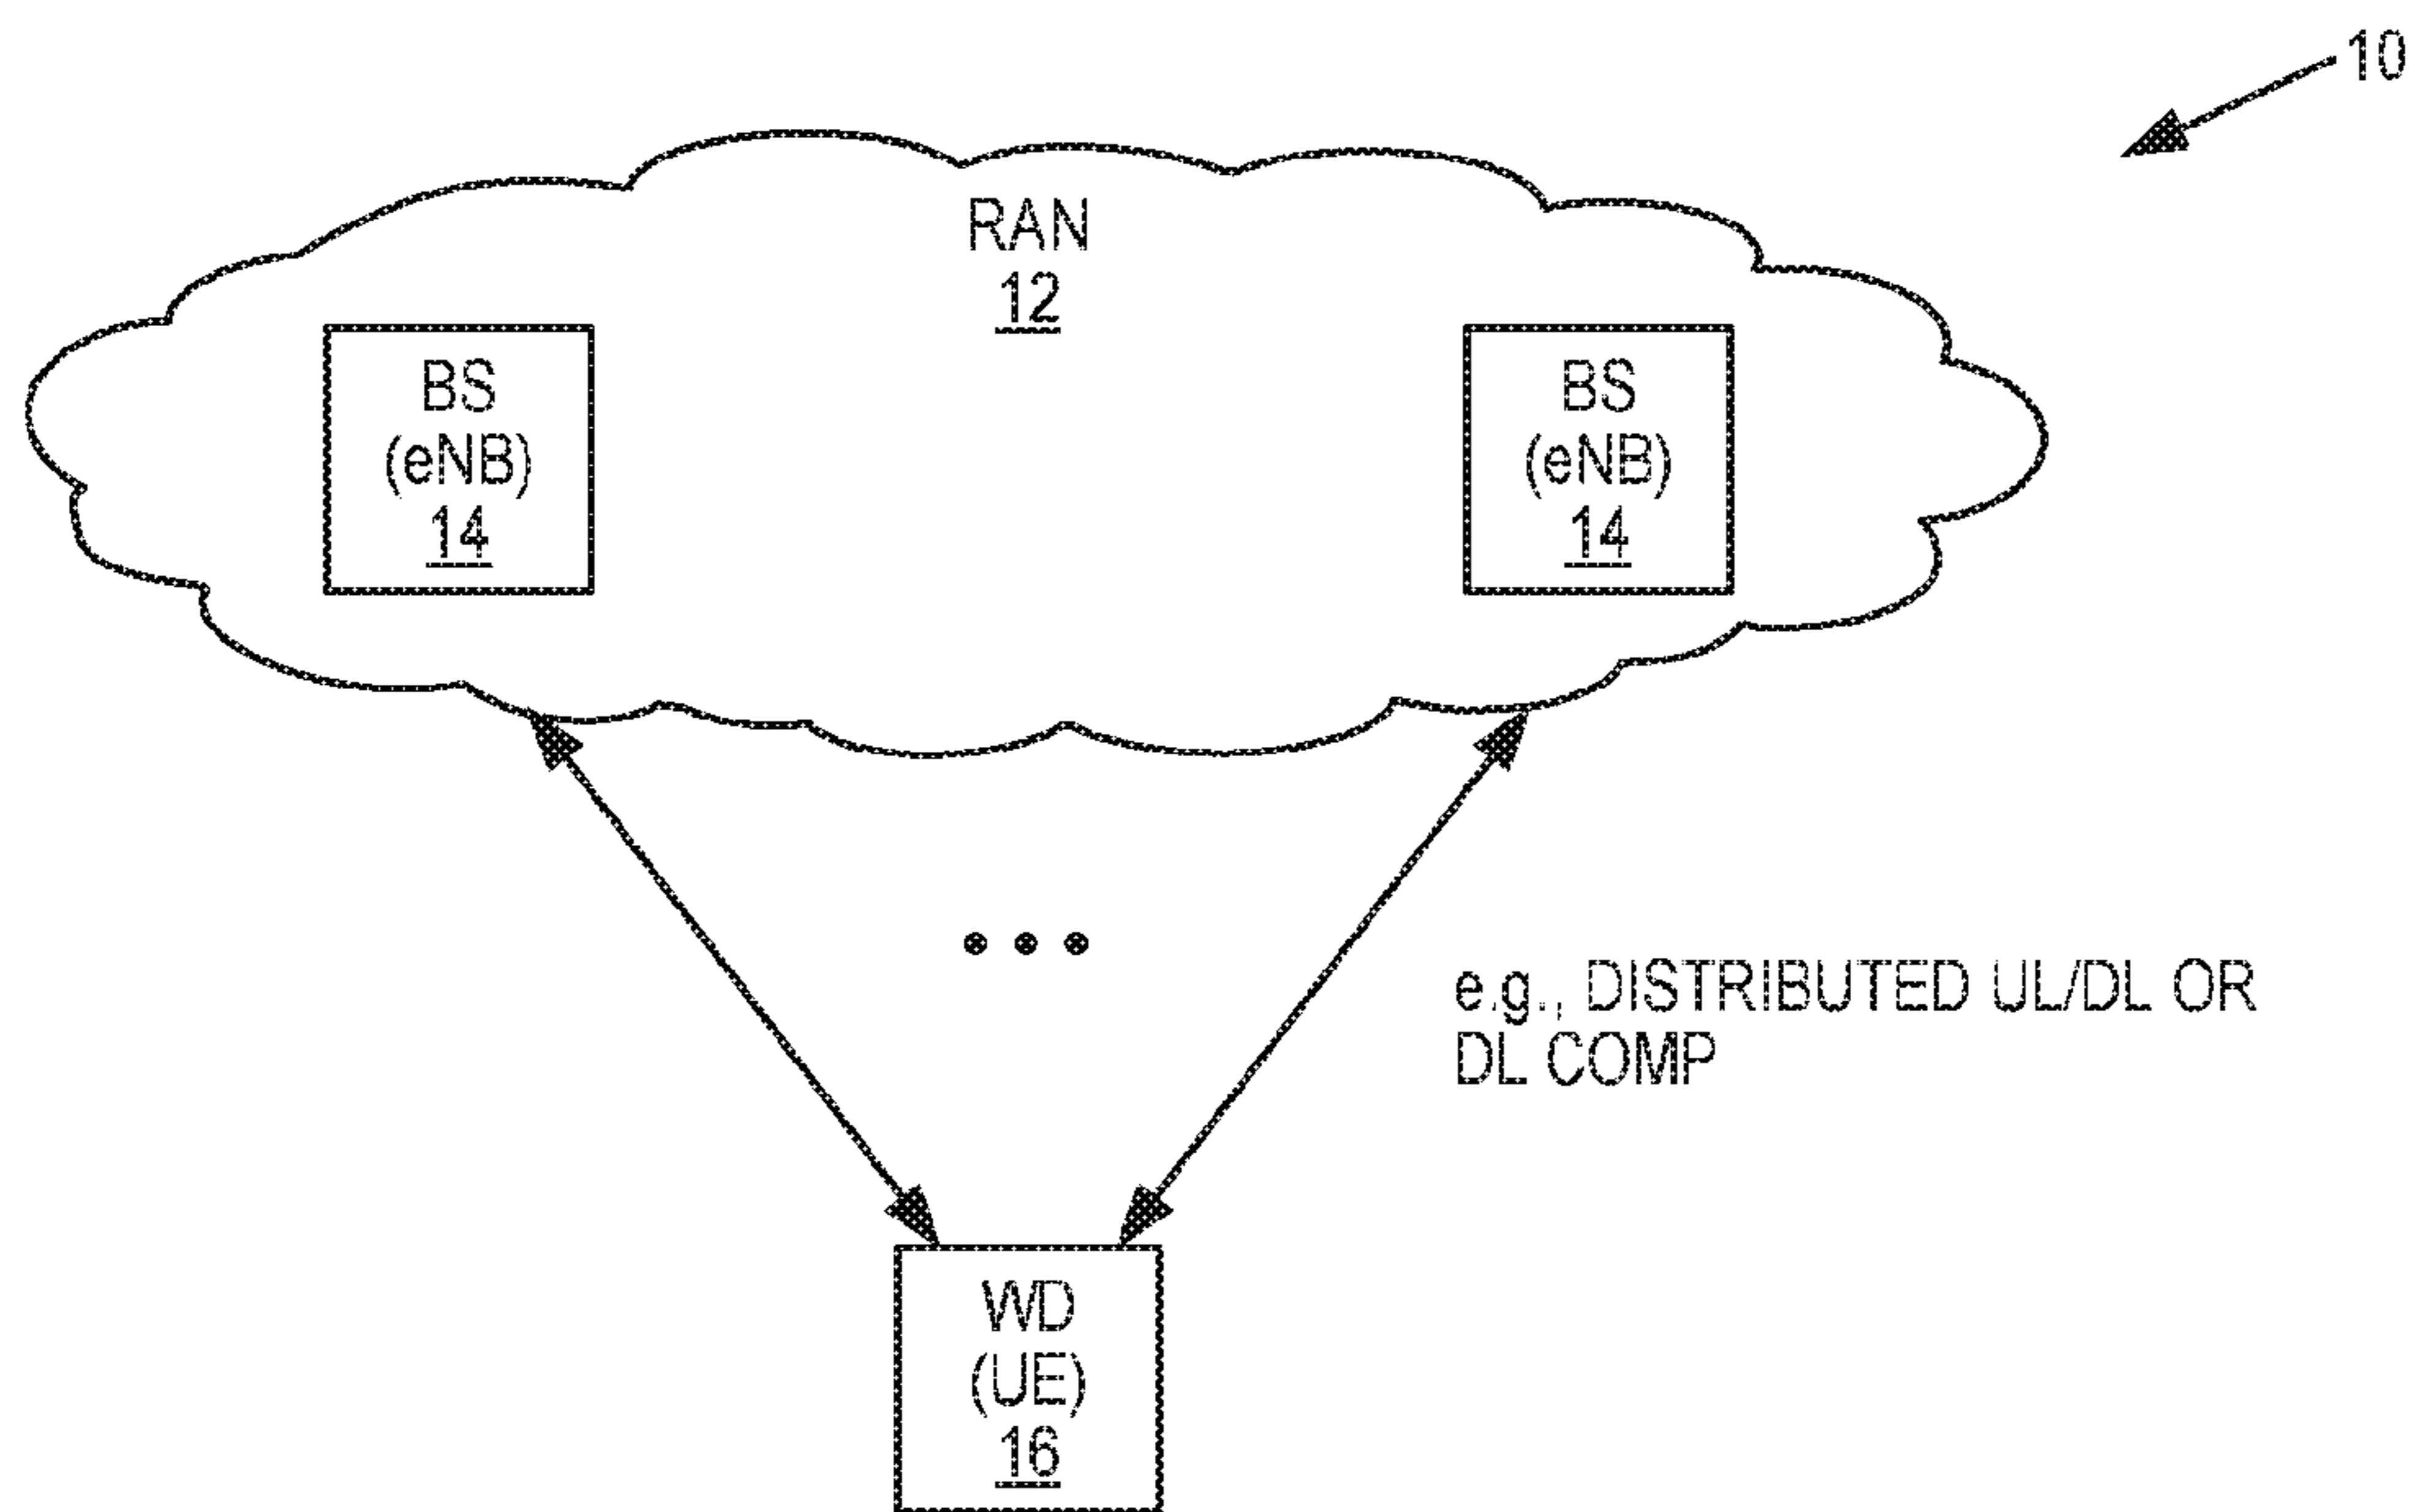 10
RAN
12
BS
(eNB)
14
BS
(eNB)
14
e.g., DISTRIBUTED UL/DL OR
DL COMP
WD
(UE)
16